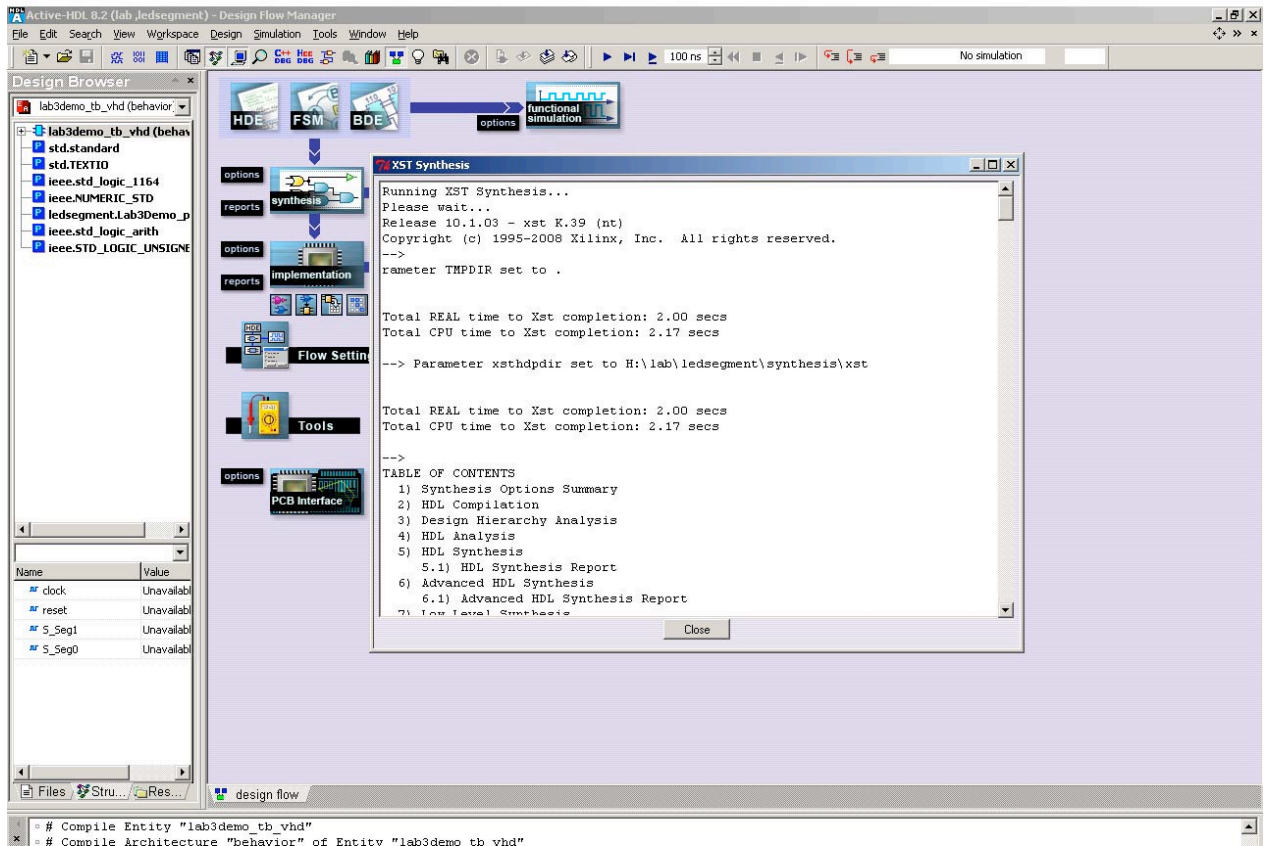 Active-HDL 8.2 (lab ,ledsegment) - Design Flow Manager
File Edit Search View Workspace Design Simulation Tools Window Help
100 ns No simulation
Design Browser
lab3demo_tb_vhd (behavior
lab3demo_tb_vhd (behav
std.standard
std.TEXTIO
ieee.std_logic_1164
ieee.NUMERIC_STD
ledsegment.Lab3Demo_p
ieee.std_logic_arith
ieee.STD_LOGIC_UNSIGNE
Name Value
clock Unavailabl
reset Unavailabl
S_Seg1 Unavailabl
S_Seg0 Unavailabl
Files Stru... Res...
HDE FSM BDE
options
functional
simulation
options
reports
synthesis
options
reports
implementation
Flow Settin
Tools
options
PCB Interface
XST Synthesis
Running XST Synthesis...
Please wait...
Release 10.1.03 - xst K.39 (nt)
Copyright (c) 1995-2008 Xilinx, Inc.  All rights reserved.
-->
rameter TMPDIR set to .
Total REAL time to Xst completion: 2.00 secs
Total CPU time to Xst completion: 2.17 secs
--> Parameter xsthdpdir set to H:\lab\ledsegment\synthesis\xst
Total REAL time to Xst completion: 2.00 secs
Total CPU time to Xst completion: 2.17 secs
-->
TABLE OF CONTENTS
1) Synthesis Options Summary
2) HDL Compilation
3) Design Hierarchy Analysis
4) HDL Analysis
5) HDL Synthesis
5.1) HDL Synthesis Report
6) Advanced HDL Synthesis
6.1) Advanced HDL Synthesis Report
7) Low Level Synthesis
Close
design flow
# Compile Entity "lab3demo_tb_vhd"
# Compile Architecture "behavior" of Entity "lab3demo_tb_vhd"